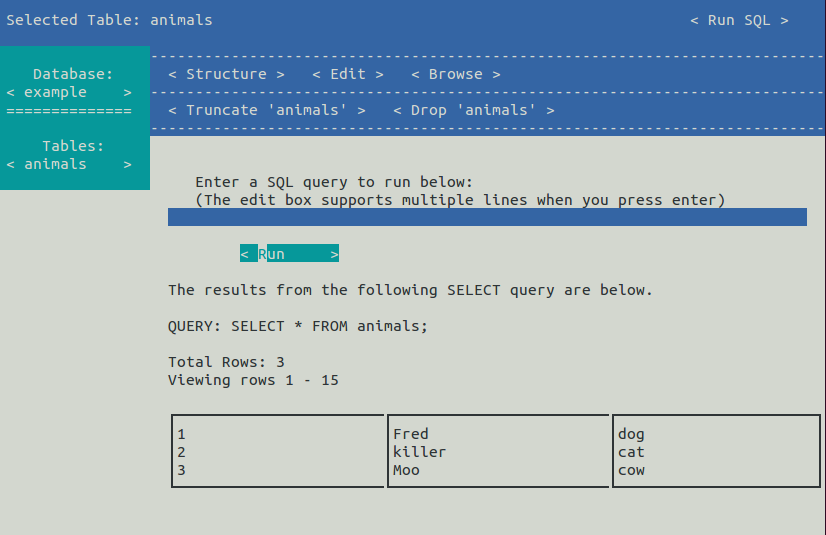 Selected Table: animals < Run SQL >
Database:
< example >
==============
Tables:
< animals >
---------------------------------------------------------------------------
< Structure > < Edit > < Browse >
---------------------------------------------------------------------------
< Truncate 'animals' > < Drop 'animals' >
---------------------------------------------------------------------------
Enter a SQL query to run below:
(The edit box supports multiple lines when you press enter)
< Run >
The results from the following SELECT query are below.
QUERY: SELECT * FROM animals;
Total Rows: 3
Viewing rows 1 - 15
1 Fred dog
2 killer cat
3 Moo cow